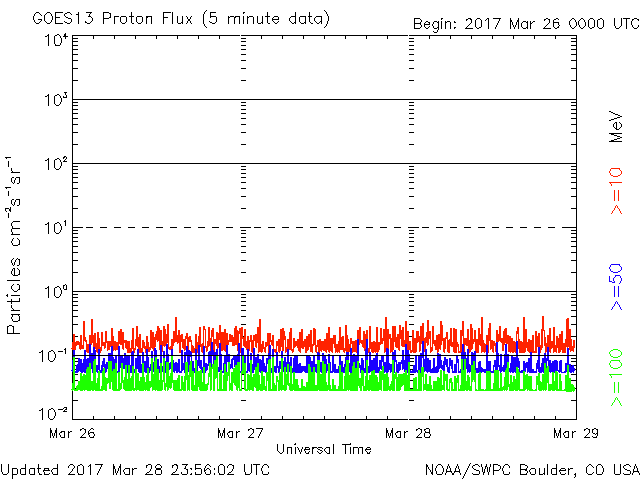 GOES13 Proton Flux (5 minute data)
Begin: 2017 Mar 26 0000 UTC
Particles cm⁻²s⁻¹sr⁻¹
10⁴
10³
10²
10¹
10⁰
10⁻¹
10⁻²
Mar 26
Mar 27
Mar 28
Mar 29
Universal Time
MeV
>=10
>=50
>=100
Updated 2017 Mar 28 23:56:02 UTC
NOAA/SWPC Boulder, CO USA